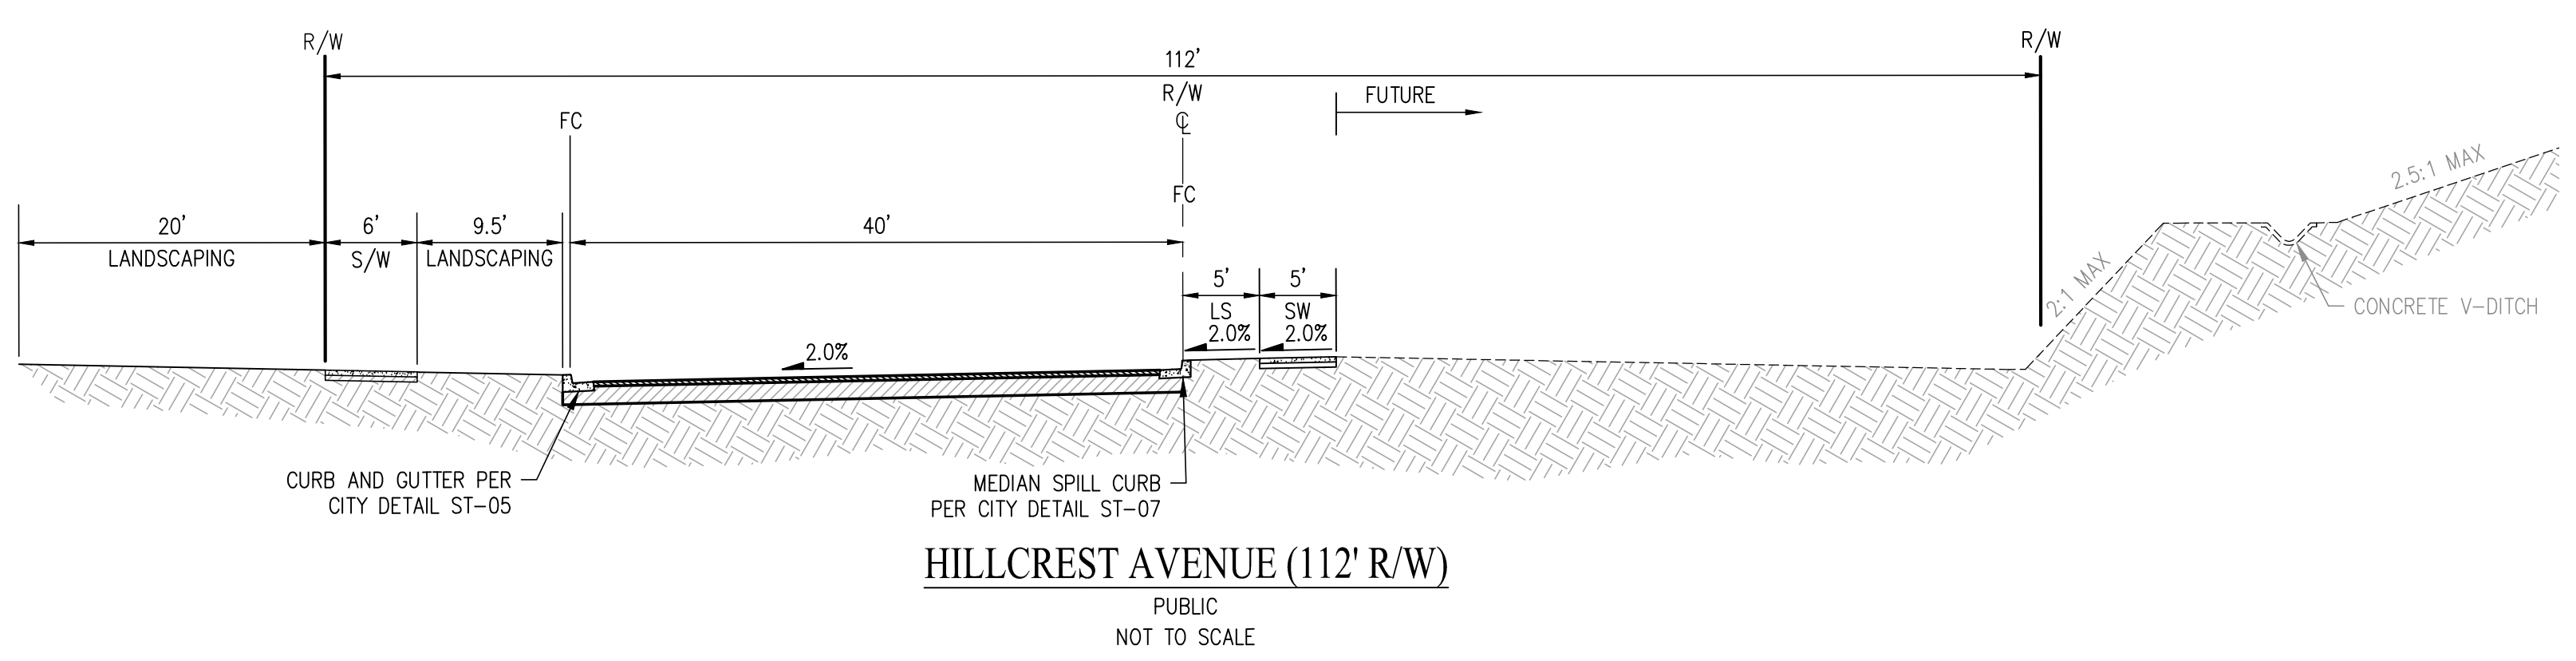 R/W
R/W
112'
R/W
℄
FUTURE
FC
FC
20'
LANDSCAPING
6'
S/W
9.5'
LANDSCAPING
40'
5'
LS
2.0%
5'
SW
2.0%
2.0%
2:1 MAX
2.5:1 MAX
CONCRETE V-DITCH
CURB AND GUTTER PER
CITY DETAIL ST-05
MEDIAN SPILL CURB
PER CITY DETAIL ST-07
HILLCREST AVENUE (112' R/W)
PUBLIC
NOT TO SCALE